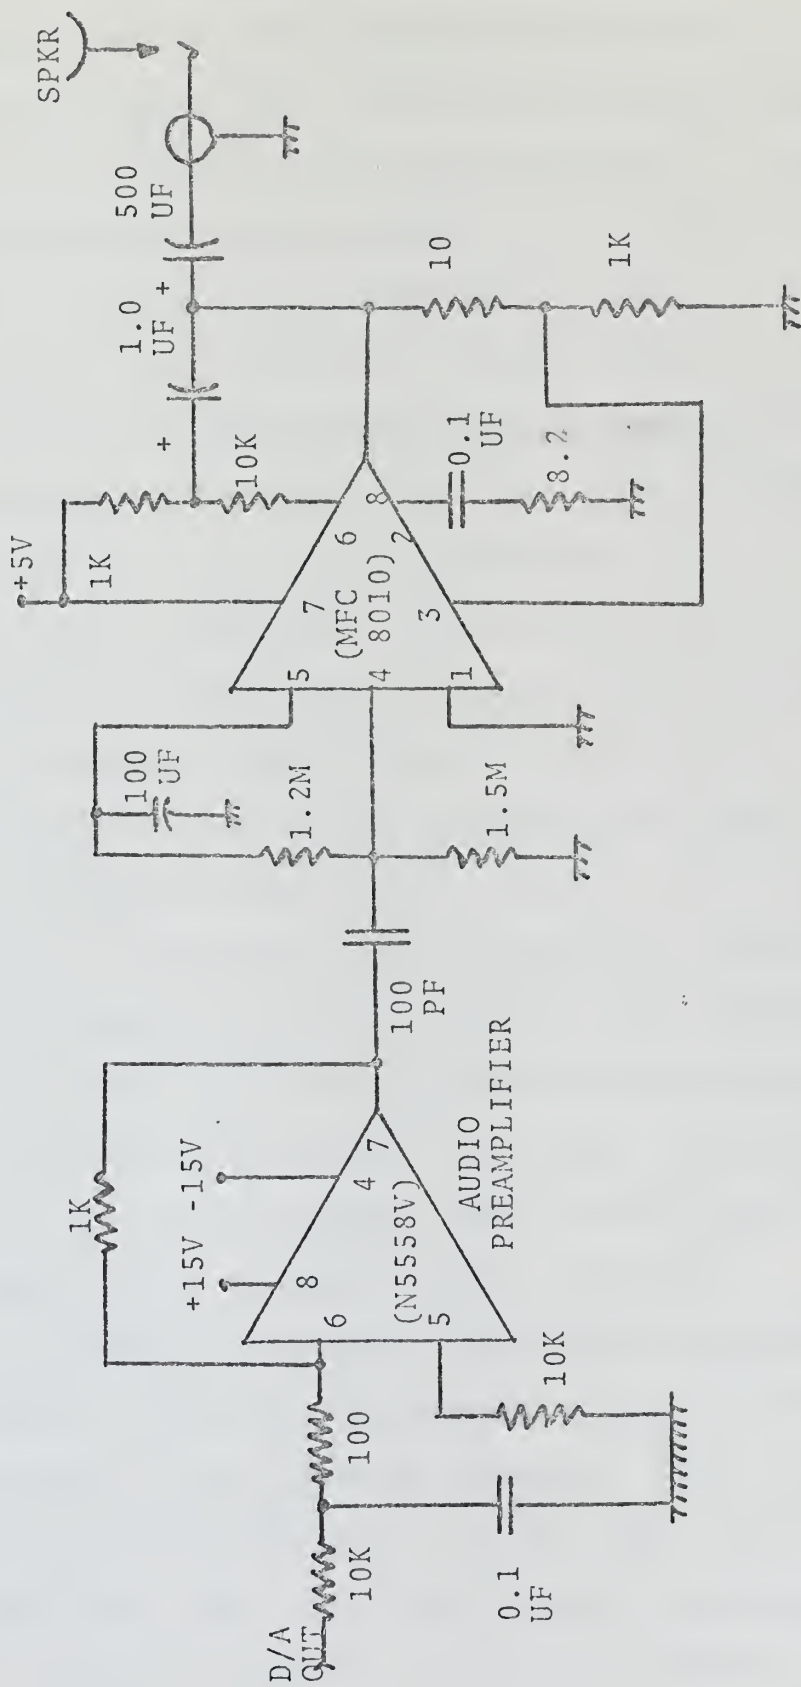 D/A
OUT
10K
0.1
UF
100
10K
1K
+15V
-15V
8
4
6
(N5558V)
5
7
AUDIO
PREAMPLIFIER
100
PF
100
UF
1.2M
1.5M
+5V
1K
10K
5
7
6
4
(MFC
8010)
8
2
1
3
+
1.0
UF
+
500
UF
SPKR
0.1
UF
8.2
10
1K